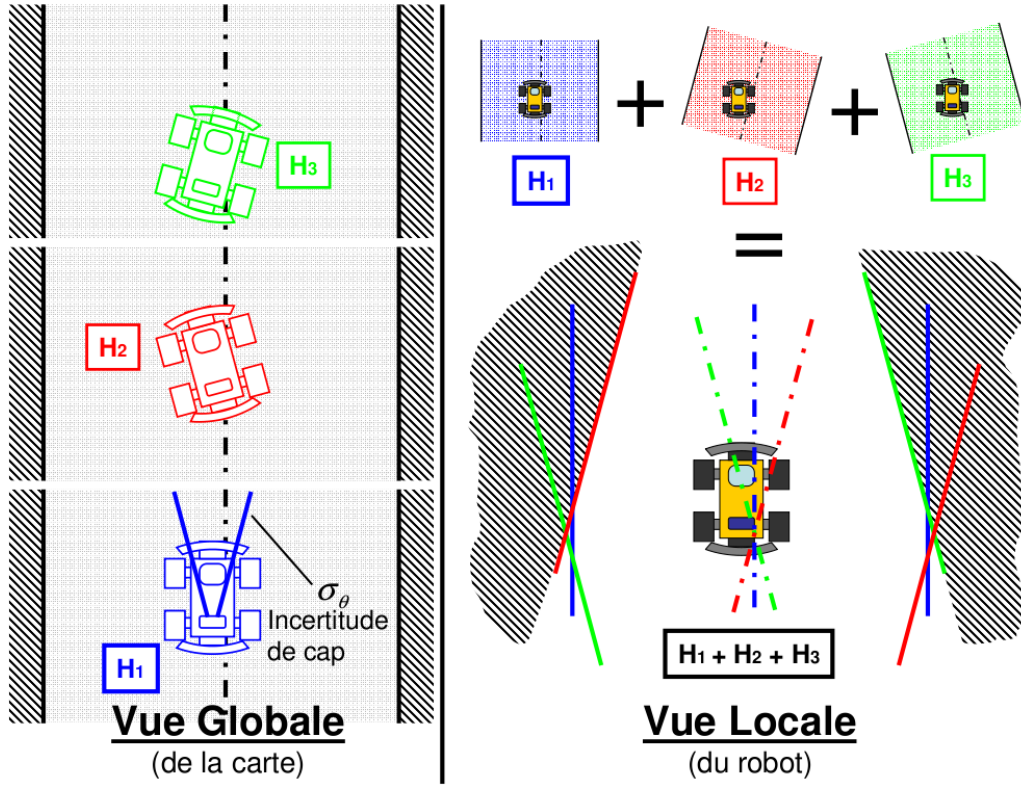 H3
H2
σθ
Incertitude
de cap
H1
Vue Globale
(de la carte)
+
+
H1
H2
H3
=
H1 + H2 + H3
Vue Locale
(du robot)